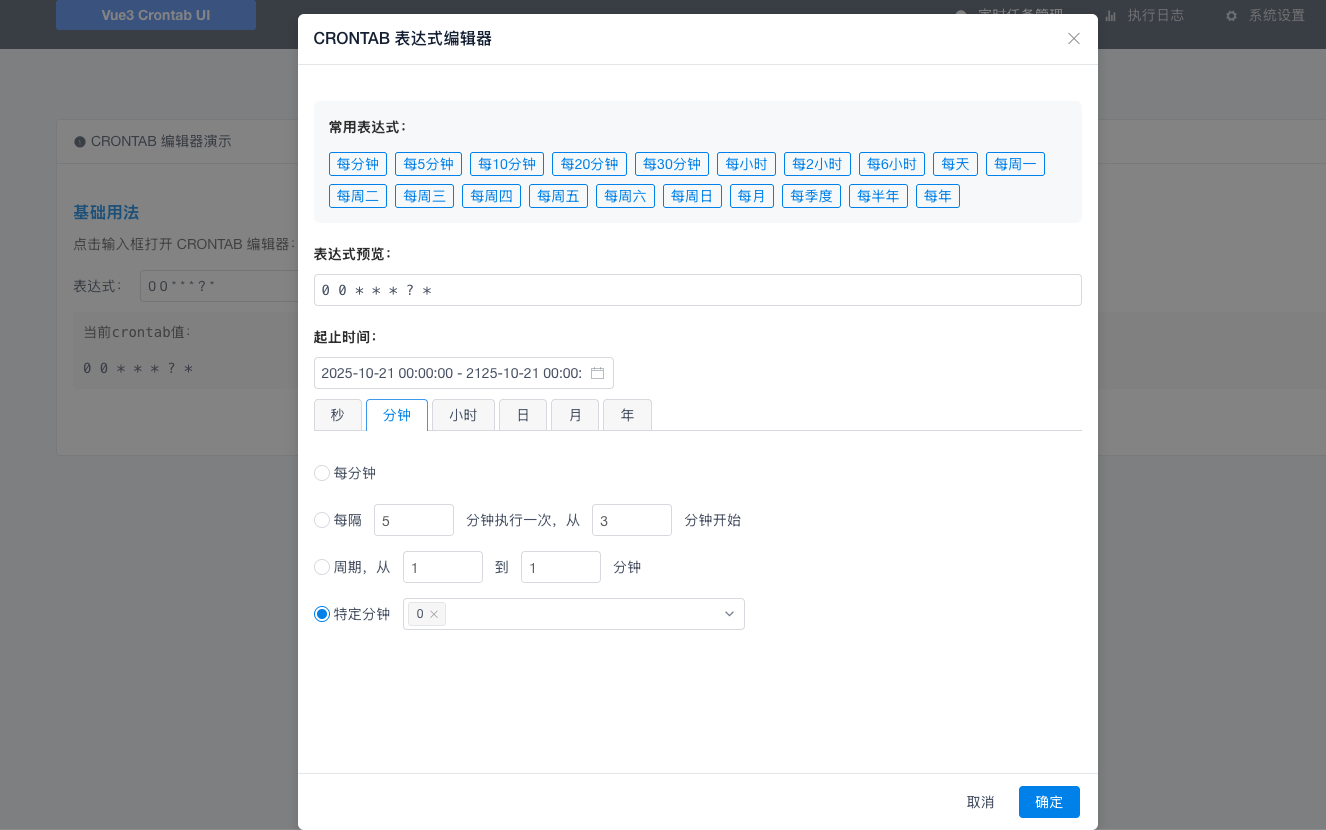 Vue3 Crontab UI
定时任务管理 执行日志 系统设置
CRONTAB 表达式编辑器
CRONTAB 编辑器演示
常用表达式：
每分钟 每5分钟 每10分钟 每20分钟 每30分钟 每小时 每2小时 每6小时 每天 每周一
每周二 每周三 每周四 每周五 每周六 每周日 每月 每季度 每半年 每年
基础用法
点击输入框打开 CRONTAB 编辑器：
表达式： 0 0 * * * ? *
当前crontab值：
0 0 * * * ? *
表达式预览：
0 0 * * * ? *
起止时间：
2025-10-21 00:00:00 - 2125-10-21 00:00:
秒 分钟 小时 日 月 年
每分钟
每隔 5 分钟执行一次，从 3 分钟开始
周期，从 1 到 1 分钟
特定分钟 0
取消 确定